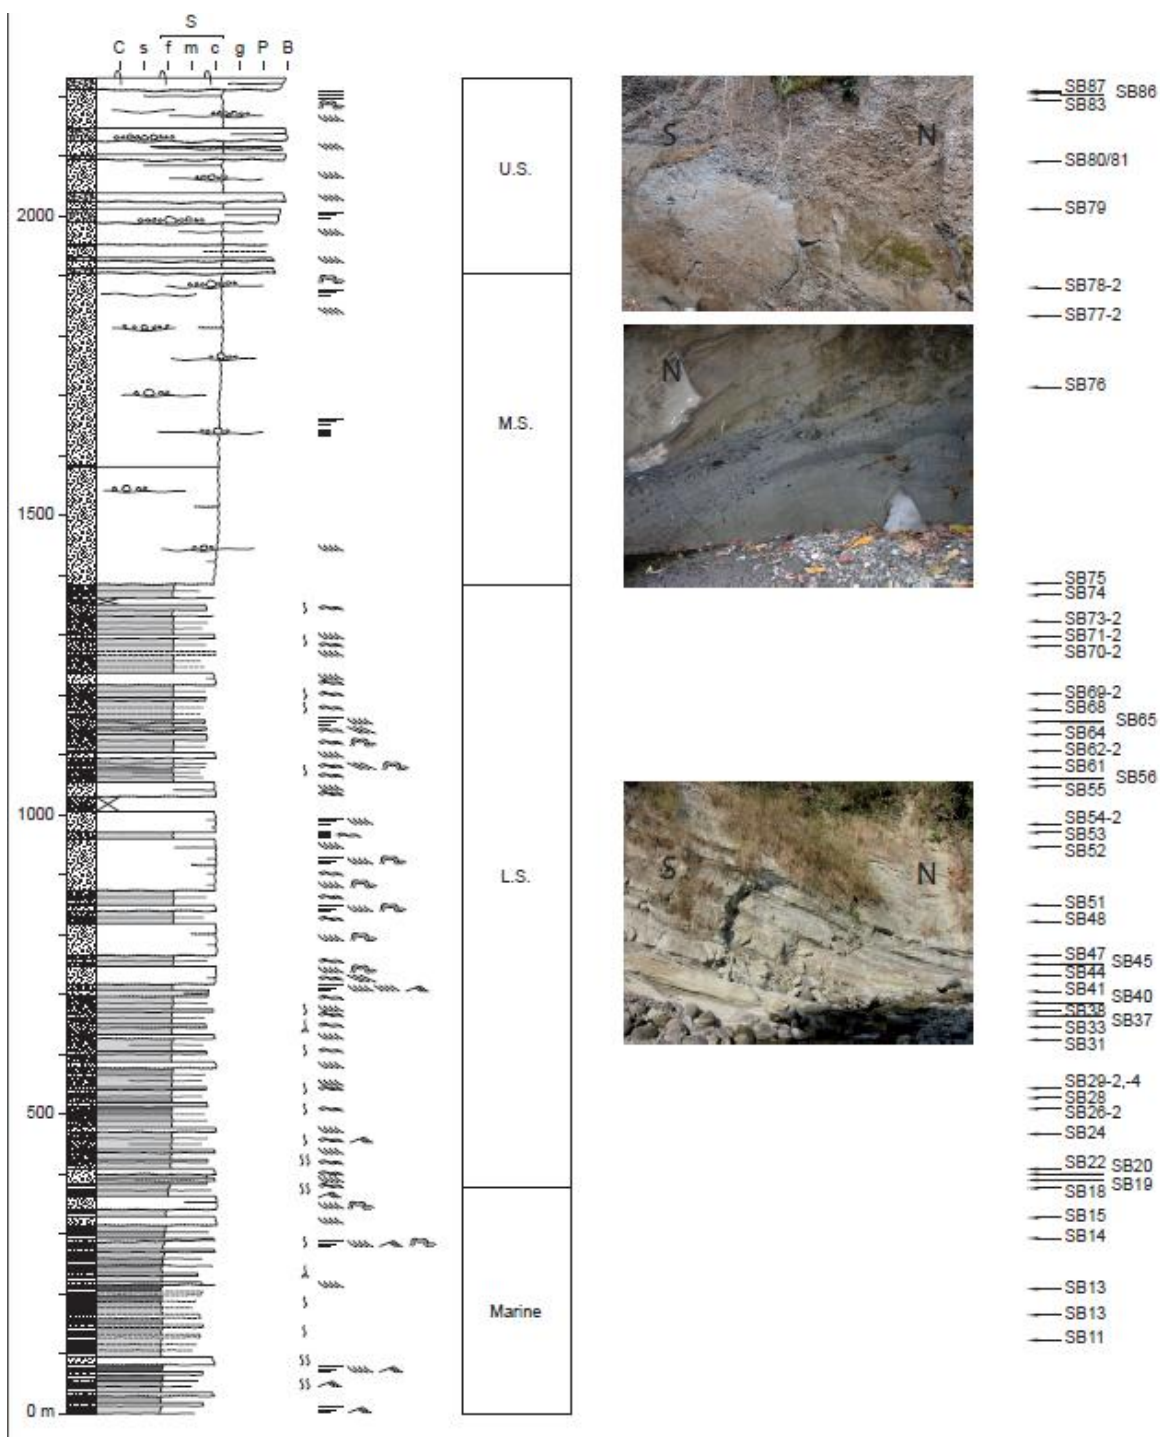 S
C s f m c g P B
2000
1500
1000
500
0 m
U.S.
M.S.
L.S.
Marine
S N
N
S N
SB87
SB86
SB83
SB80/81
SB79
SB78-2
SB77-2
SB76
SB75
SB74
SB73-2
SB71-2
SB70-2
SB69-2
SB68
SB65
SB64
SB62-2
SB61
SB56
SB55
SB54-2
SB53
SB52
SB51
SB48
SB47
SB45
SB44
SB41
SB40
SB38
SB37
SB33
SB31
SB29-2,-4
SB28
SB26-2
SB24
SB22
SB20
SB19
SB18
SB15
SB14
SB13
SB13
SB11